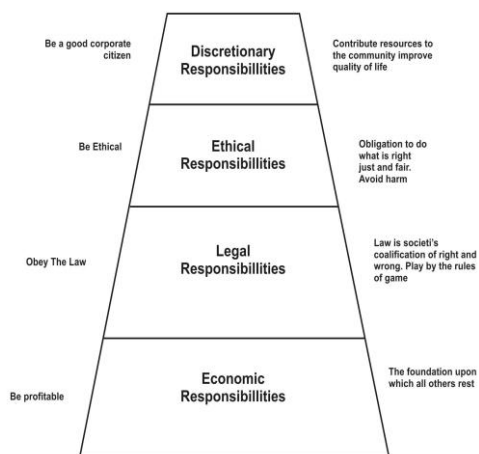 Be a good corporate
citizen
Discretionary
Responsibillities
Contribute resources to
the community improve
quality of life
Be Ethical
Ethical
Responsibillities
Obligation to do
what is right
just and fair.
Avoid harm
Obey The Law
Legal
Responsibillities
Law is societi's
coalification of right and
wrong. Play by the rules
of game
Be profitable
Economic
Responsibillities
The foundation upon
which all others rest